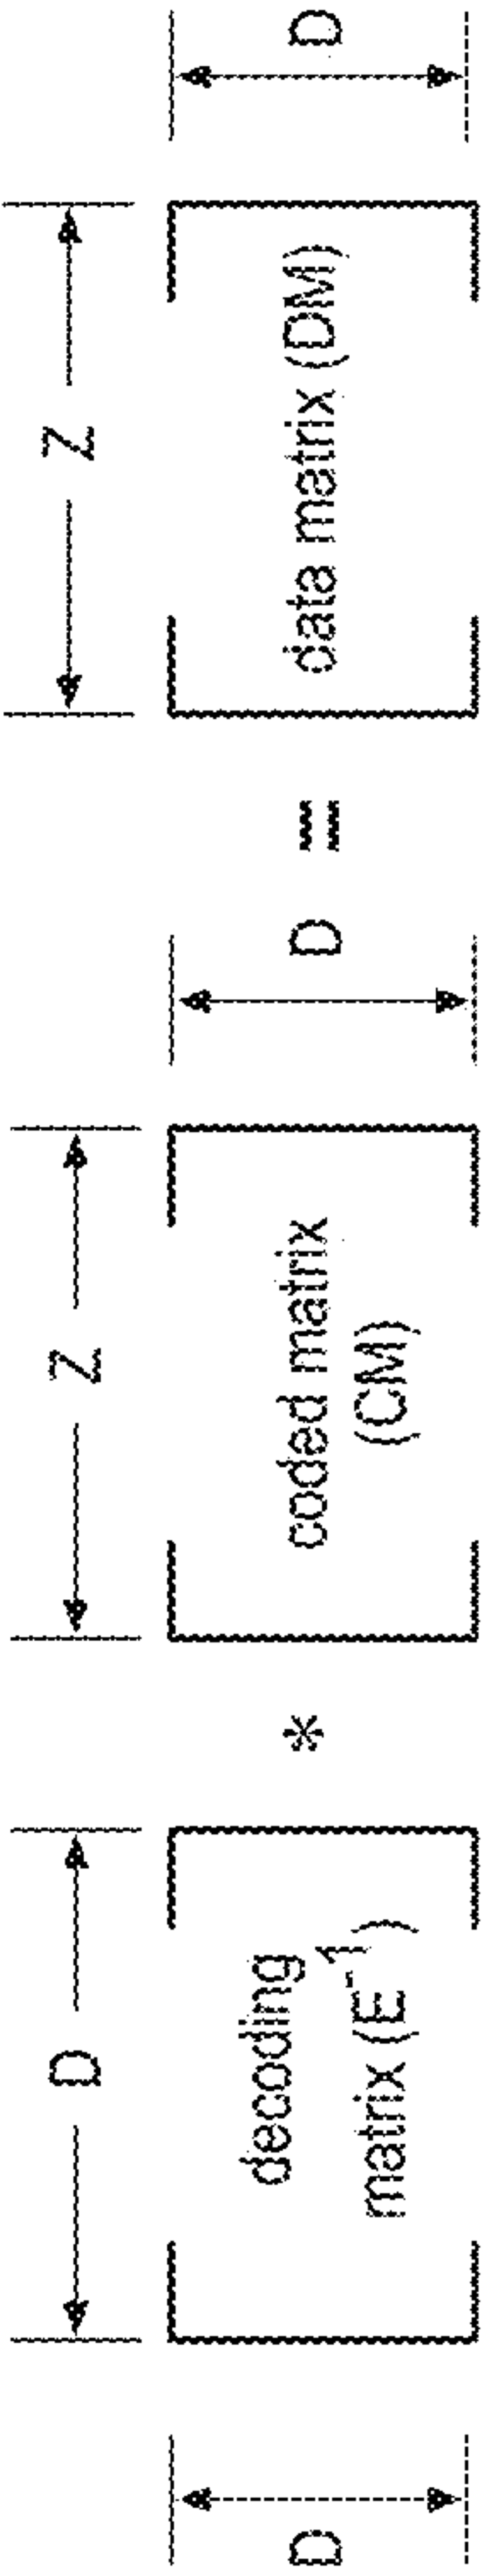 D
D
decoding
matrix (E⁻¹)
*
Z
coded matrix
(CM)
D
=
Z
data matrix (DM)
D